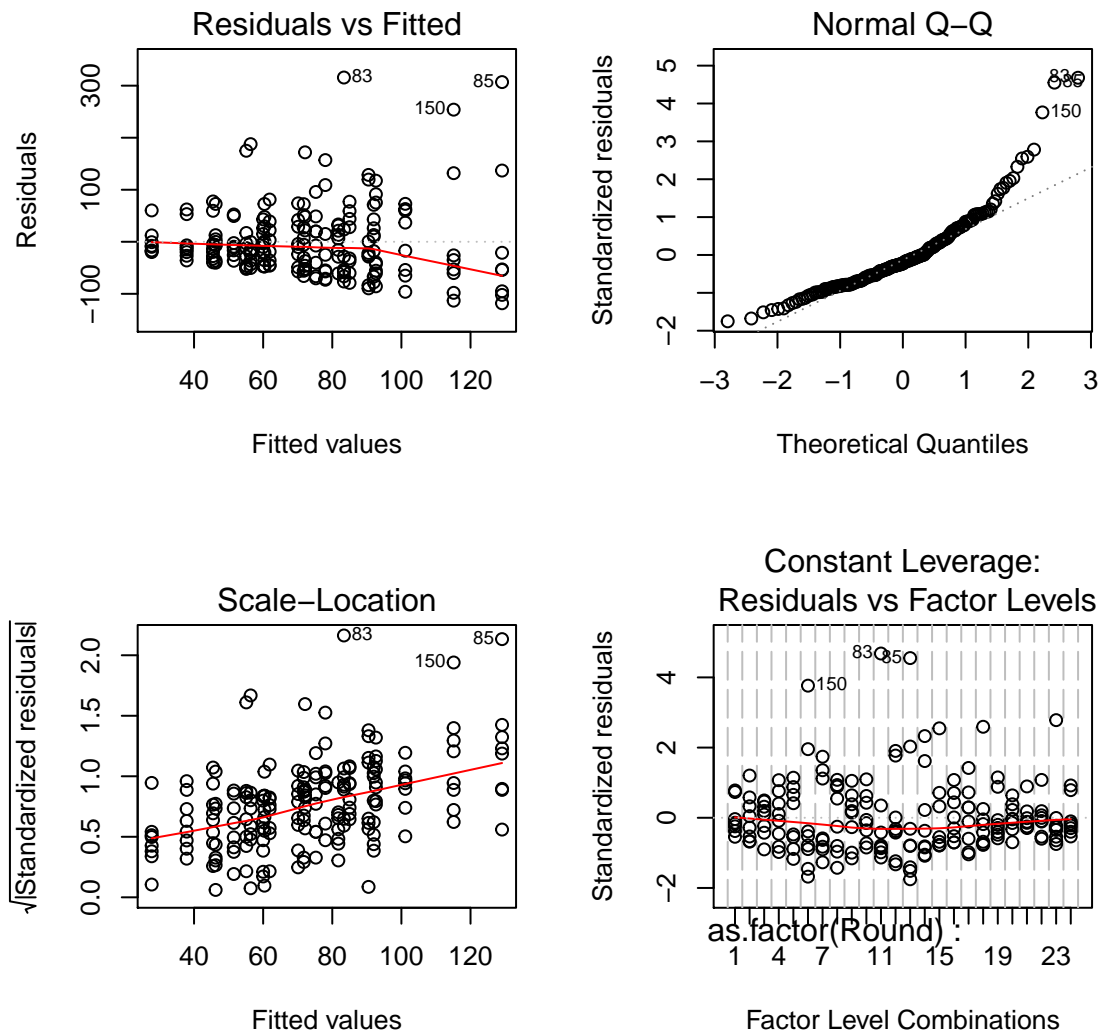 Residuals vs Fitted
Residuals
300
100
−100
83
85
150
40 60 80 100 120
Fitted values
Normal Q−Q
Standardized residuals
5
4
3
2
1
0
−2
83
150
−3 −2 −1 0 1 2 3
Theoretical Quantiles
Scale−Location
√|Standardized residuals|
2.0
1.5
1.0
0.5
0.0
83
85
150
40 60 80 100 120
Fitted values
Constant Leverage:
Residuals vs Factor Levels
Standardized residuals
4
2
0
−2
83
85
150
as.factor(Round) :
1 4 7 11 15 19 23
Factor Level Combinations